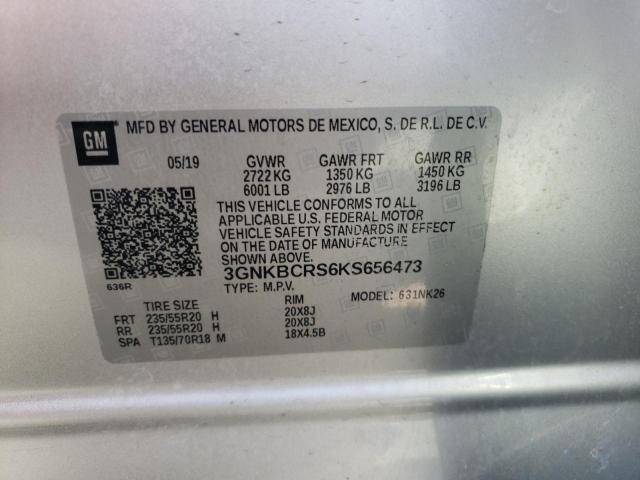 GM MFD BY GENERAL MOTORS DE MEXICO, S. DE R.L. DE C.V.
05/19 GVWR GAWR FRT GAWR RR
2722 KG 1350 KG 1450 KG
6001 LB 2976 LB 3196 LB
THIS VEHICLE CONFORMS TO ALL
APPLICABLE U.S. FEDERAL MOTOR
VEHICLE SAFETY STANDARDS IN EFFECT
ON THE DATE OF MANUFACTURE
SHOWN ABOVE.
3GNKBCRS6KS656473
636R
TYPE: M.P.V. MODEL: 631NK26
TIRE SIZE RIM
FRT 235/55R20 H 20X8J
RR 235/55R20 H 20X8J
SPA T135/70R18 M 18X4.5B